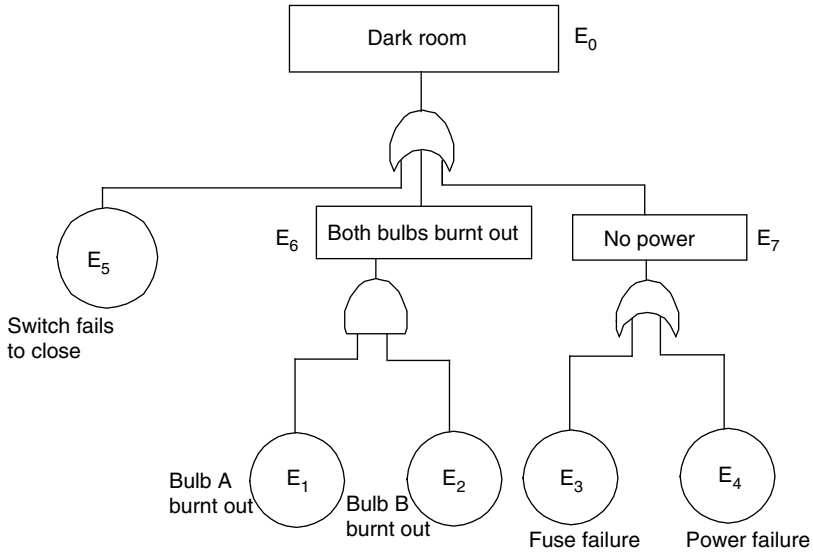 Dark room
E₀
E₆
Both bulbs burnt out
No power
E₇
E₅
Switch fails
to close
Bulb A
burnt out
E₁
Bulb B
burnt out
E₂
E₃
Fuse failure
E₄
Power failure